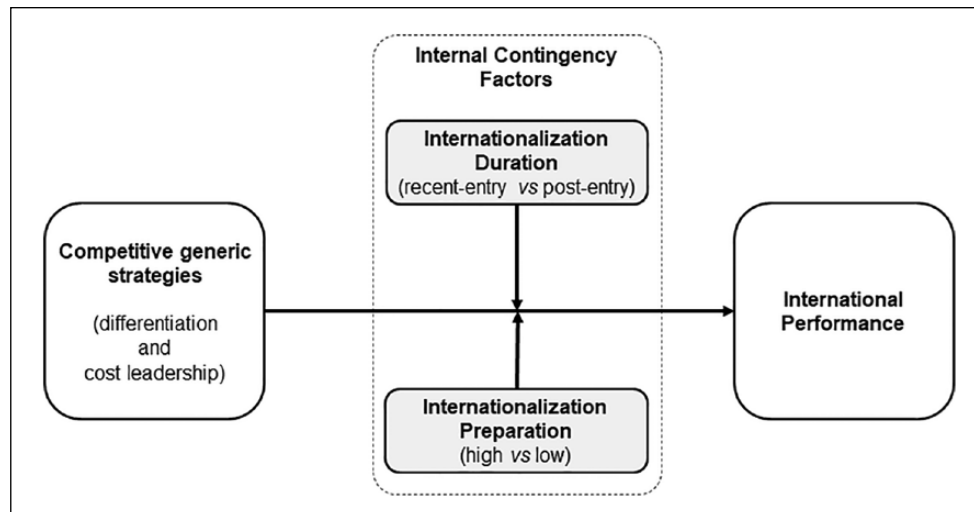 Internal Contingency
Factors
Internationalization
Duration
(recent-entry vs post-entry)
Competitive generic
strategies
(differentiation
and
cost leadership)
International
Performance
Internationalization
Preparation
(high vs low)